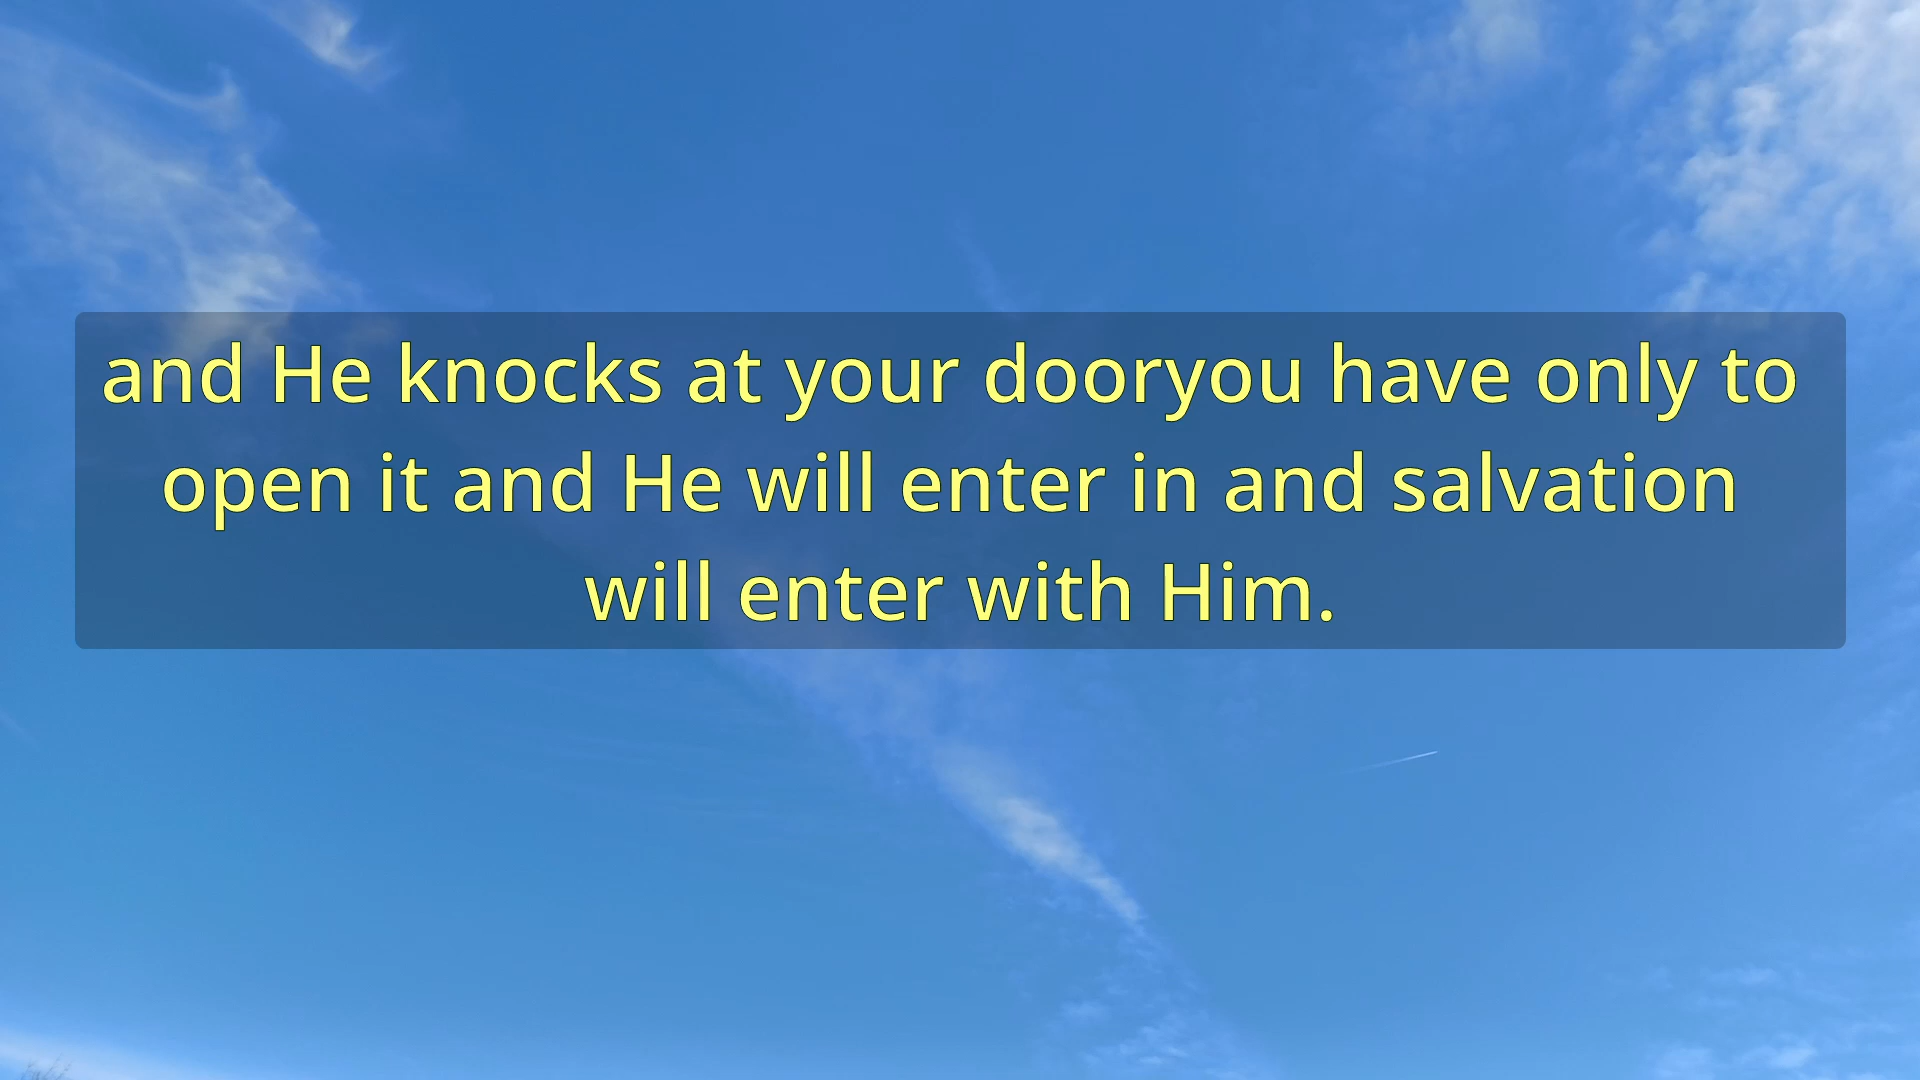 and He knocks at your dooryou have only to
open it and He will enter in and salvation
will enter with Him.